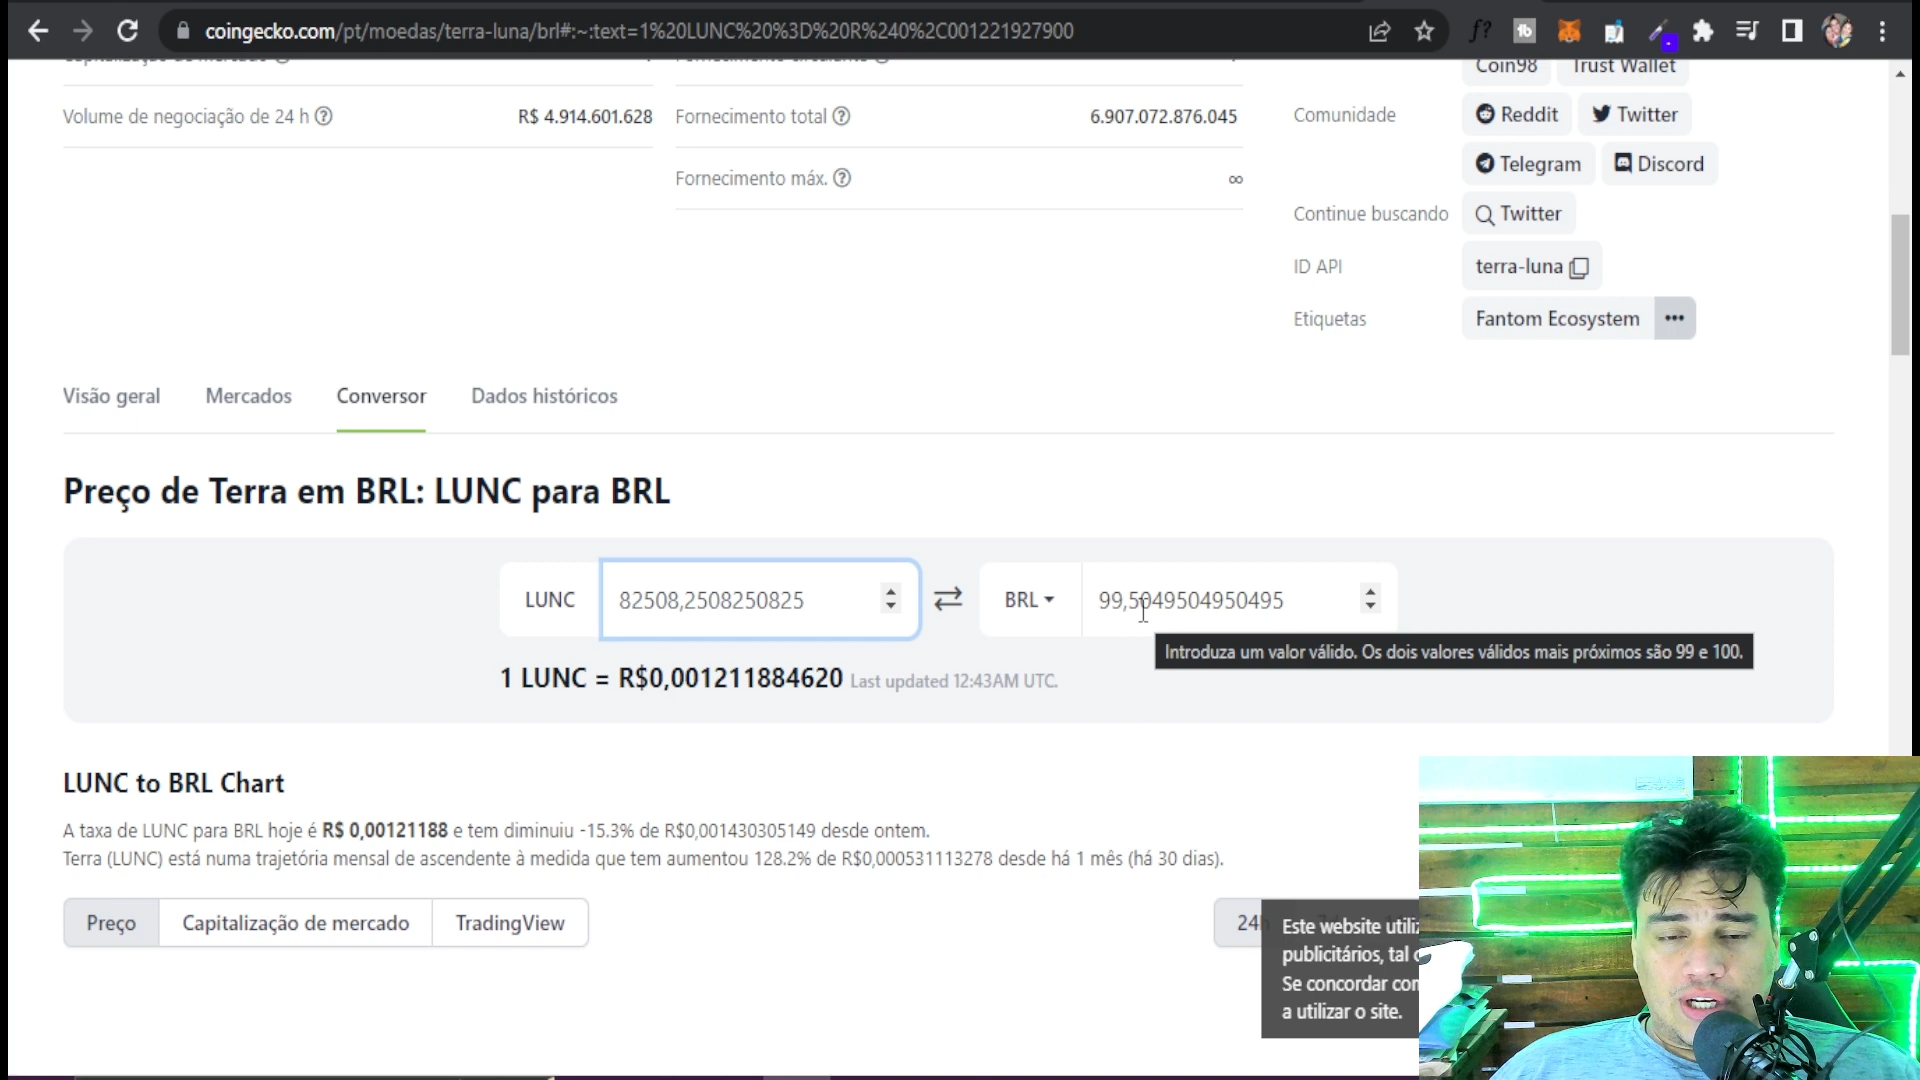 coingecko.com/pt/moedas/terra-luna/brl#:~:text=1%20LUNC%20%3D%20R%240%2C001221927900
Volume de negociação de 24 h
R$ 4.914.601.628
Fornecimento total
6.907.072.876.045
Fornecimento máx.
∞
Coin98
Trust Wallet
Comunidade
Reddit
Twitter
Telegram
Discord
Continue buscando
Twitter
ID API
terra-luna
Etiquetas
Fantom Ecosystem
•••
Visão geral
Mercados
Conversor
Dados históricos
Preço de Terra em BRL: LUNC para BRL
LUNC
82508,2508250825
BRL
99,5049504950495
Introduza um valor válido. Os dois valores válidos mais próximos são 99 e 100.
1 LUNC = R$0,001211884620 Last updated 12:43AM UTC.
LUNC to BRL Chart
A taxa de LUNC para BRL hoje é R$ 0,00121188 e tem diminuiu -15.3% de R$0,001430305149 desde ontem.
Terra (LUNC) está numa trajetória mensal de ascendente à medida que tem aumentou 128.2% de R$0,000531113278 desde há 1 mês (há 30 dias).
Preço
Capitalização de mercado
TradingView
24h
Este website utiliz
publicitários, tal
Se concordar con
a utilizar o site.